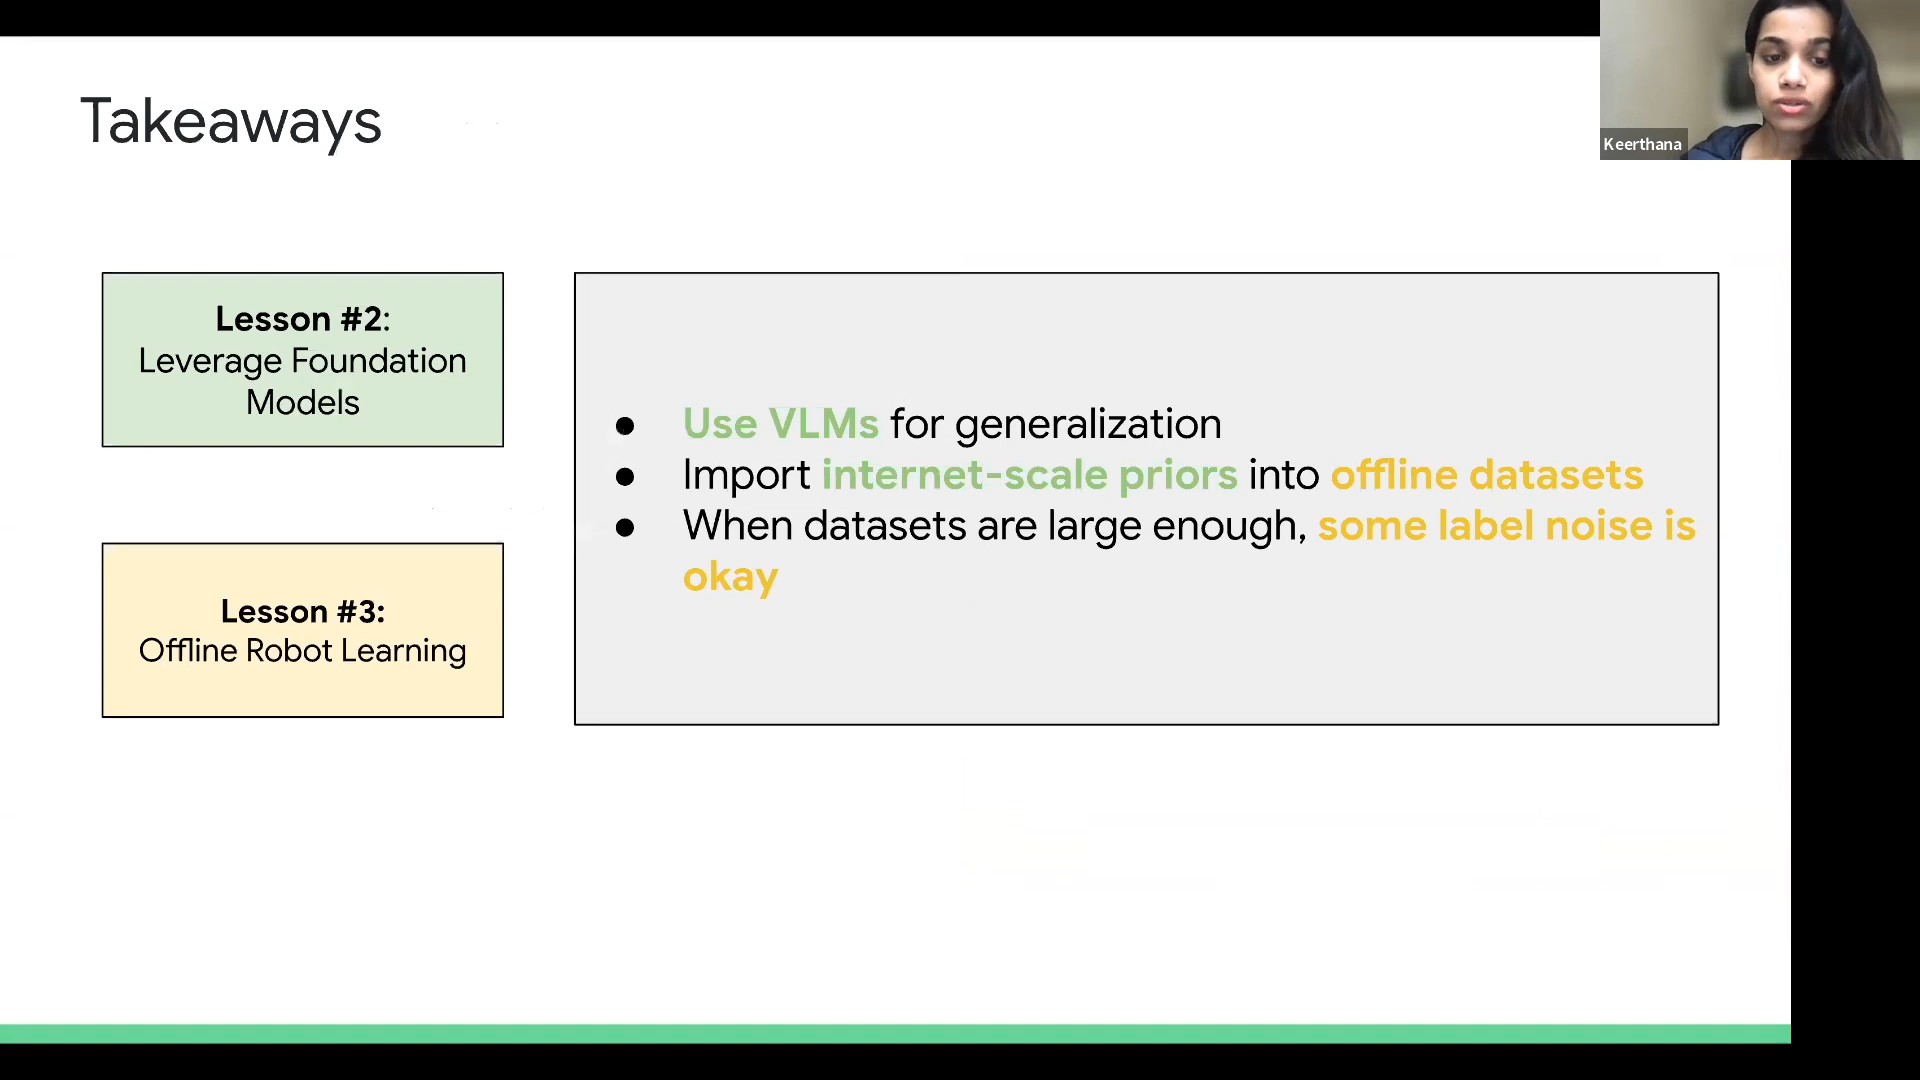 Takeaways
Keerthana
Lesson #2:
Leverage Foundation
Models
Lesson #3:
Offline Robot Learning
● Use VLMs for generalization
● Import internet-scale priors into offline datasets
● When datasets are large enough, some label noise is
okay